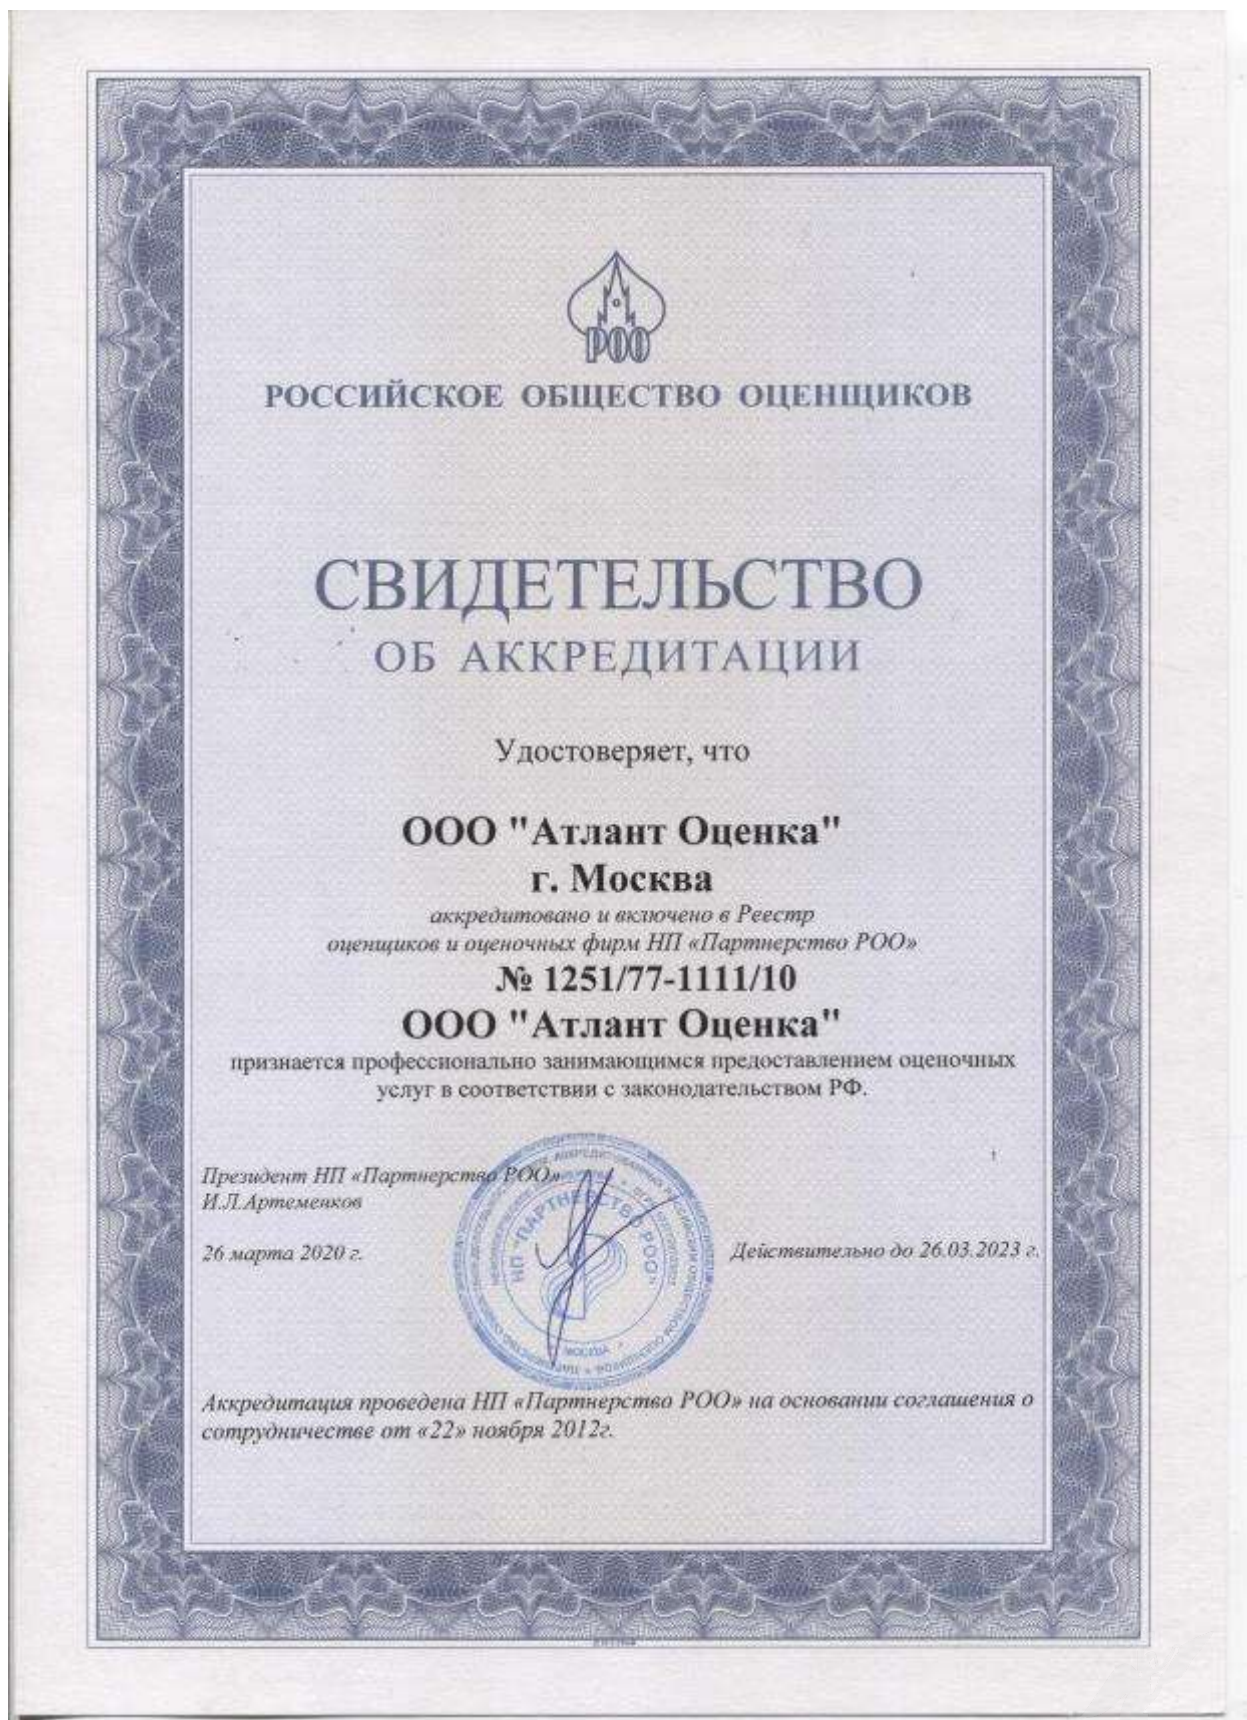 РОО
РОССИЙСКОЕ ОБЩЕСТВО ОЦЕНЩИКОВ
СВИДЕТЕЛЬСТВО
ОБ АККРЕДИТАЦИИ
Удостоверяет, что
ООО "Атлант Оценка"
г. Москва
аккредитовано и включено в Реестр
оценщиков и оценочных фирм НП «Партнерство РОО»
№ 1251/77-1111/10
ООО "Атлант Оценка"
признается профессионально занимающимся предоставлением оценочных
услуг в соответствии с законодательством РФ.
Президент НП «Партнерство РОО»
И.Л.Артеменков
26 марта 2020 г.
Действительно до 26.03.2023 г.
НП "ПАРТНЕРСТВО РОО"
МОСКВА
Аккредитация проведена НП «Партнерство РОО» на основании соглашения о
сотрудничестве от «22» ноября 2012г.